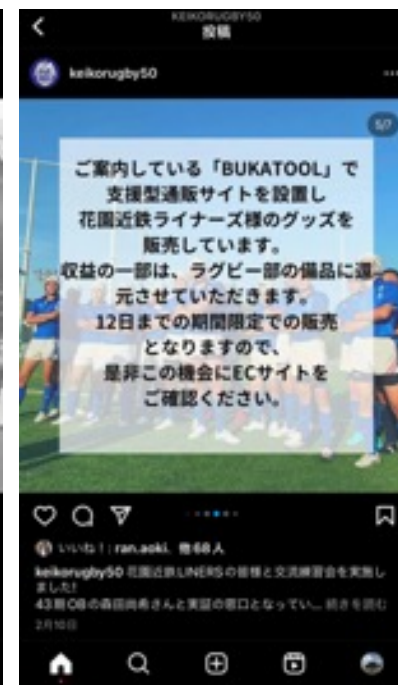 KEIKORUGBY50
投稿
keikorugby50
5/7
ご案内している「BUKATOOL」で
支援型通販サイトを設置し
花園近鉄ライナーズ様のグッズを
販売しています。
収益の一部は、ラグビー部の備品に還
元させていただきます。
12日までの期間限定での販売
となりますので、
是非この機会にECサイトを
ご確認ください。
いいね！: ran.aoki、他68人
keikorugby50 花園近鉄LINERSの皆様と交流練習会を実施し
ました!
43期OBの森田尚希さんと実証の窓口となってい... 続きを読む
2月10日